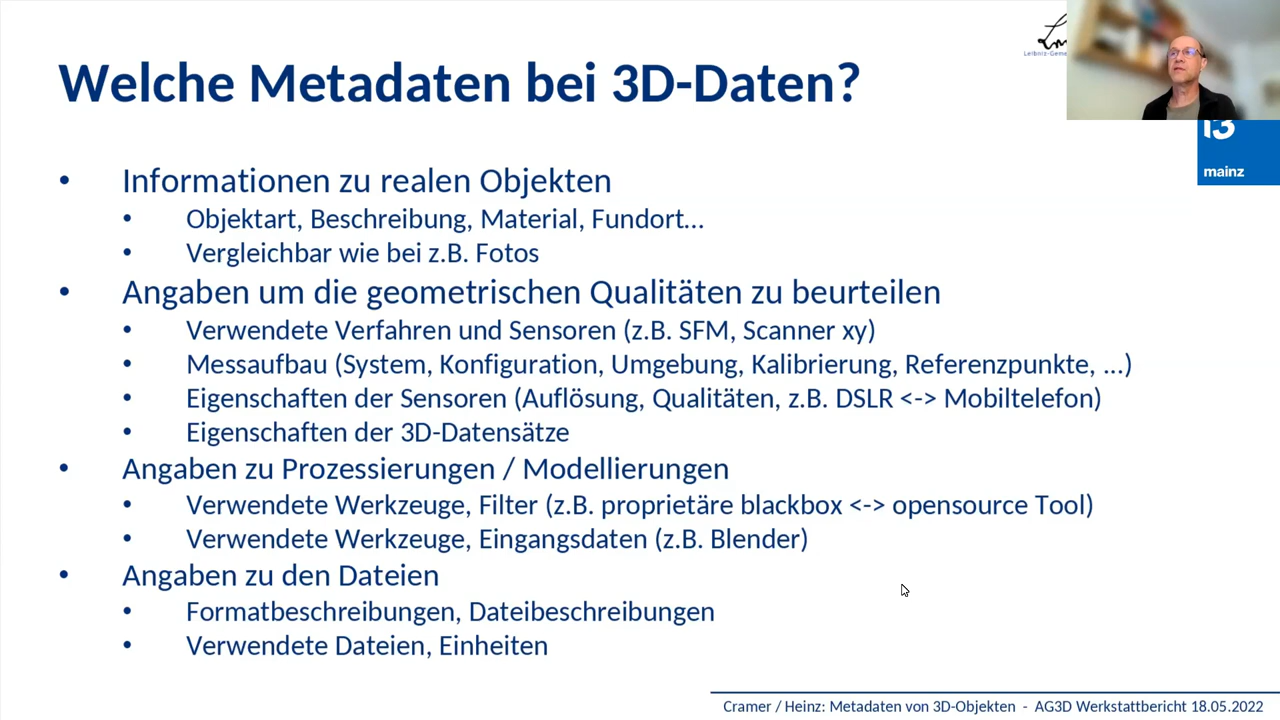 Welche Metadaten bei 3D-Daten?
• Informationen zu realen Objekten
• Objektart, Beschreibung, Material, Fundort...
• Vergleichbar wie bei z.B. Fotos
• Angaben um die geometrischen Qualitäten zu beurteilen
• Verwendete Verfahren und Sensoren (z.B. SFM, Scanner xy)
• Messaufbau (System, Konfiguration, Umgebung, Kalibrierung, Referenzpunkte, ...)
• Eigenschaften der Sensoren (Auflösung, Qualitäten, z.B. DSLR <-> Mobiltelefon)
• Eigenschaften der 3D-Datensätze
• Angaben zu Prozessierungen / Modellierungen
• Verwendete Werkzeuge, Filter (z.B. proprietäre blackbox <-> opensource Tool)
• Verwendete Werkzeuge, Eingangsdaten (z.B. Blender)
• Angaben zu den Dateien
• Formatbeschreibungen, Dateibeschreibungen
• Verwendete Dateien, Einheiten
mainz
Cramer / Heinz: Metadaten von 3D-Objekten - AG3D Werkstattbericht 18.05.2022